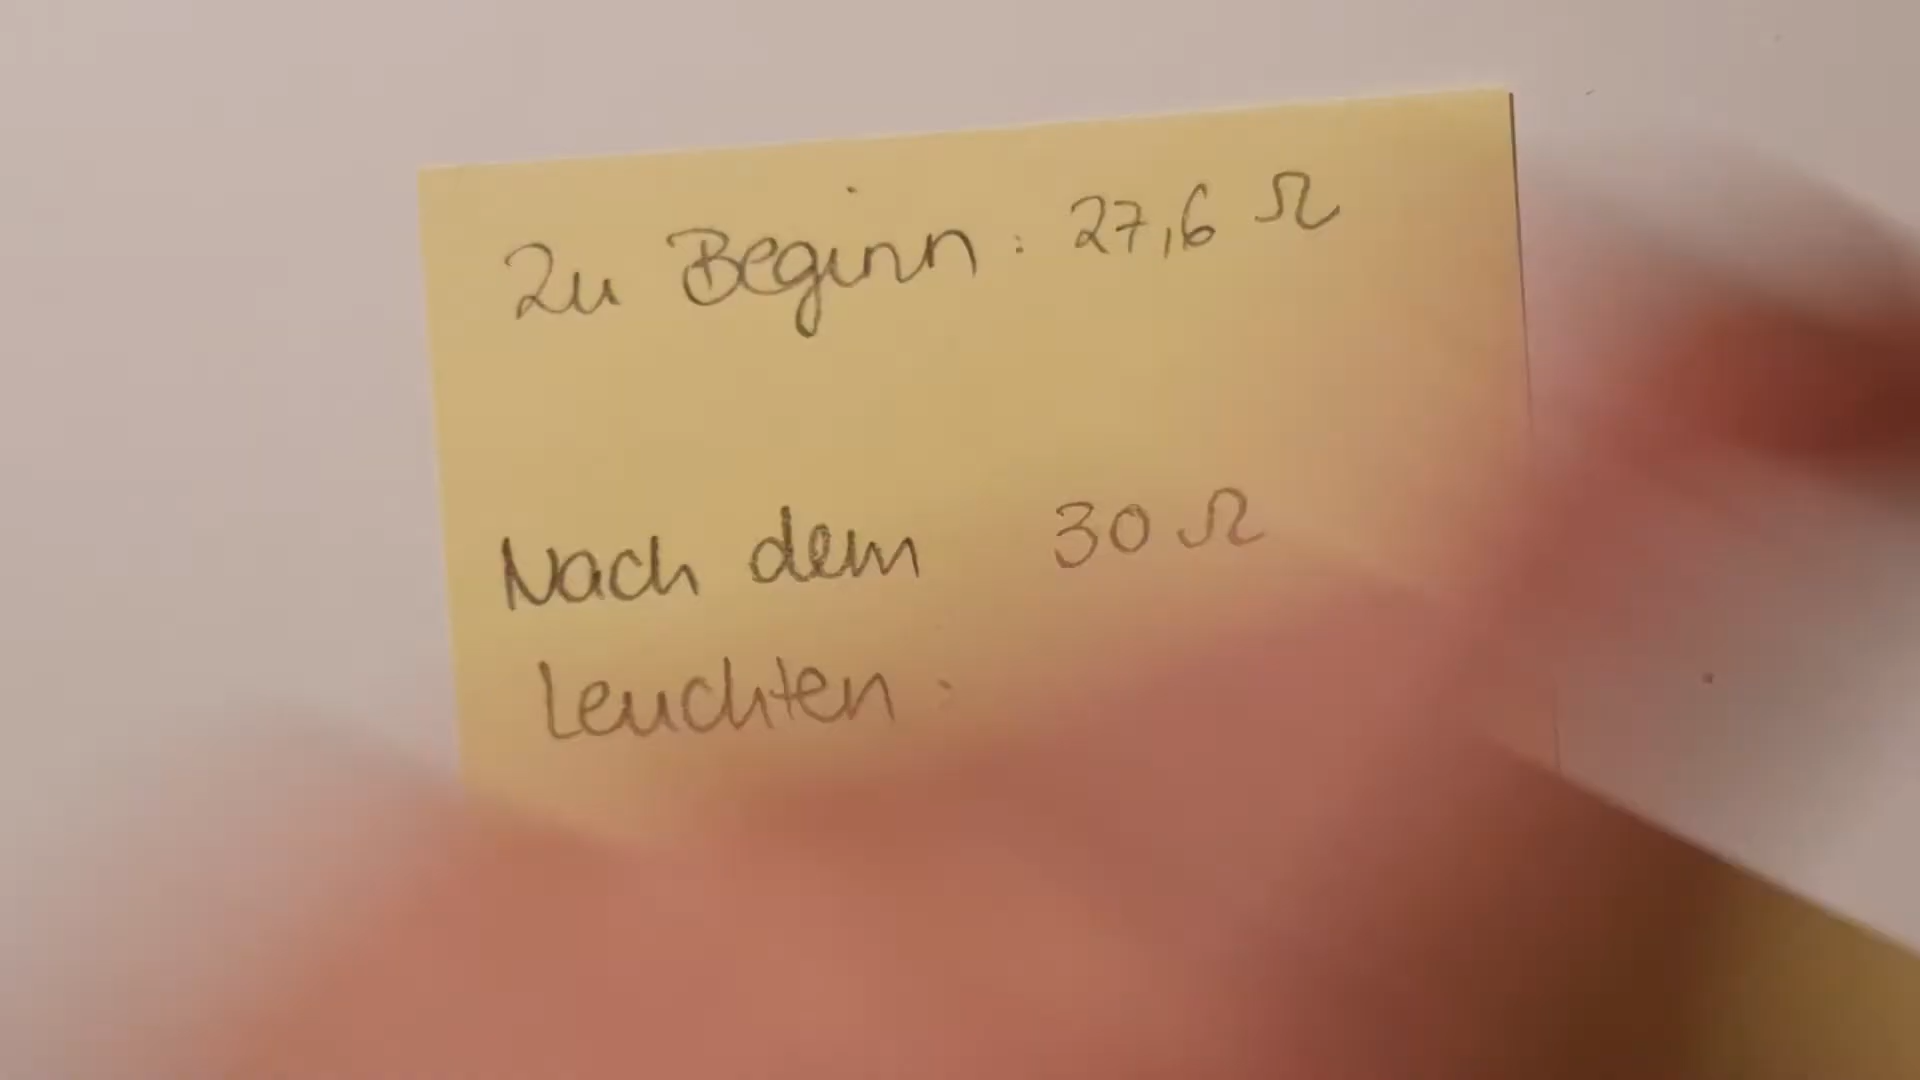 Zu Beginn: 27,6 Ω
Nach dem 30 Ω
Leuchten: